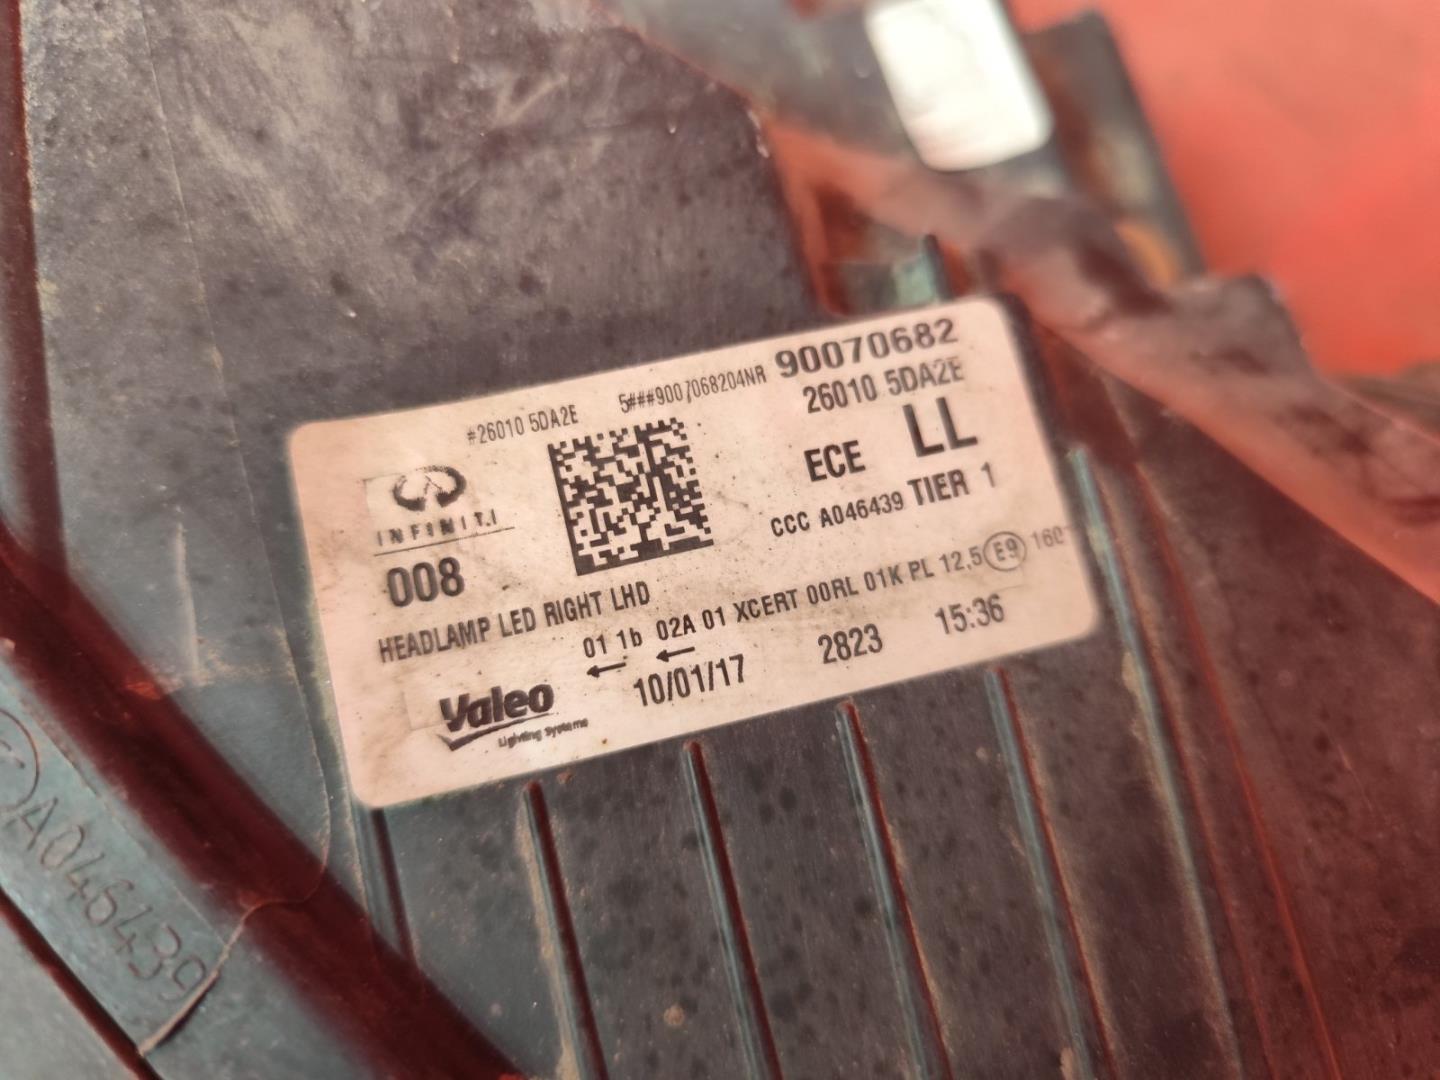 #26010 5DA2E 5###9007068204NR 90070682
26010 5DA2E
INFINITI
ECE LL
008
CCC A046439 TIER 1
HEADLAMP LED RIGHT LHD
01 1b 02A 01 XCERT 00RL 01K PL 12.5 E9
Valeo
Lighting Systems
10/01/17 2823 15:36
A046439